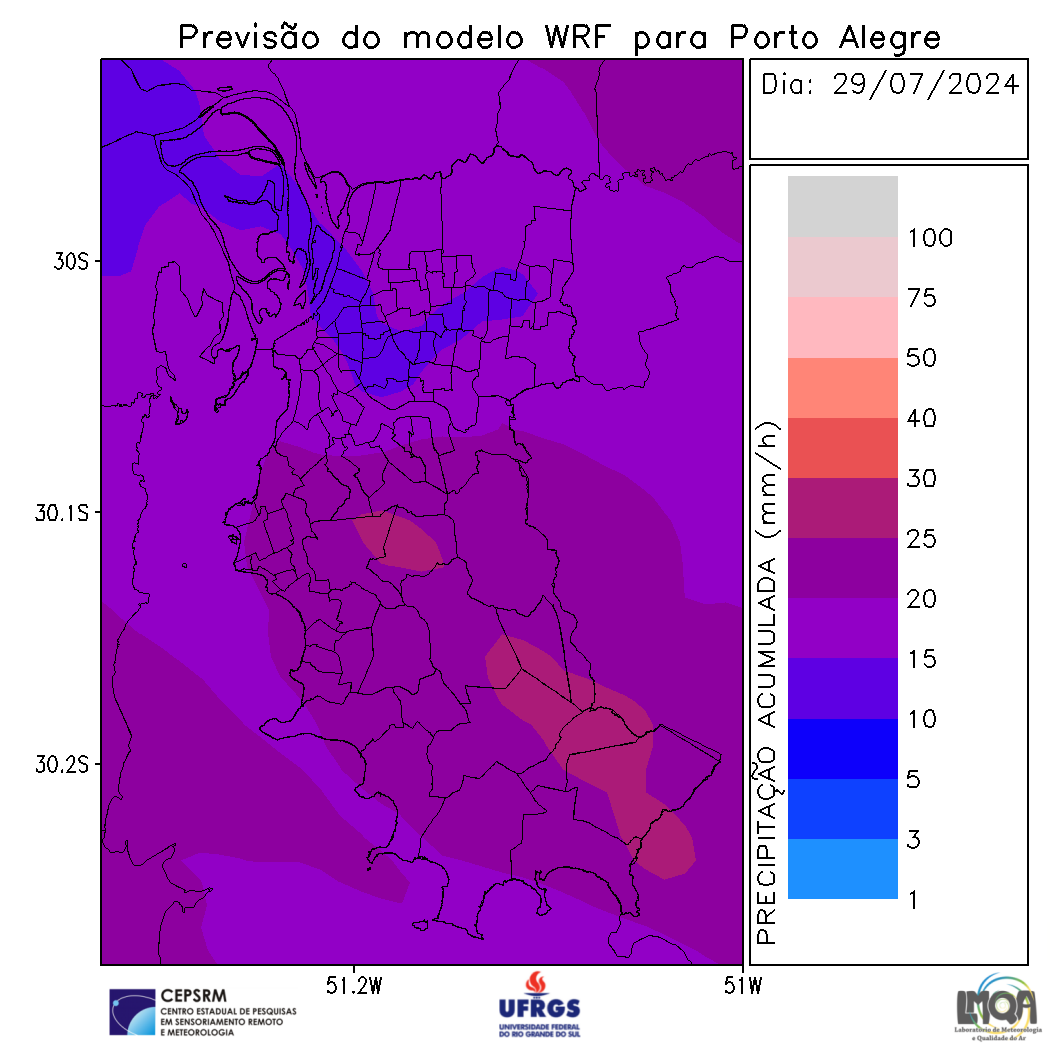 Previsão do modelo WRF para Porto Alegre
Dia: 29/07/2024
30S
30.1S
30.2S
51.2W
51W
PRECIPITAÇÃO ACUMULADA (mm/h)
100
75
50
40
30
25
20
15
10
5
3
1
CEPSRM
CENTRO ESTADUAL DE PESQUISAS
EM SENSORIAMENTO REMOTO
E METEOROLOGIA
UFRGS
UNIVERSIDADE FEDERAL
DO RIO GRANDE DO SUL
LMQA
Laboratório de Meteorologia
e Qualidade do Ar